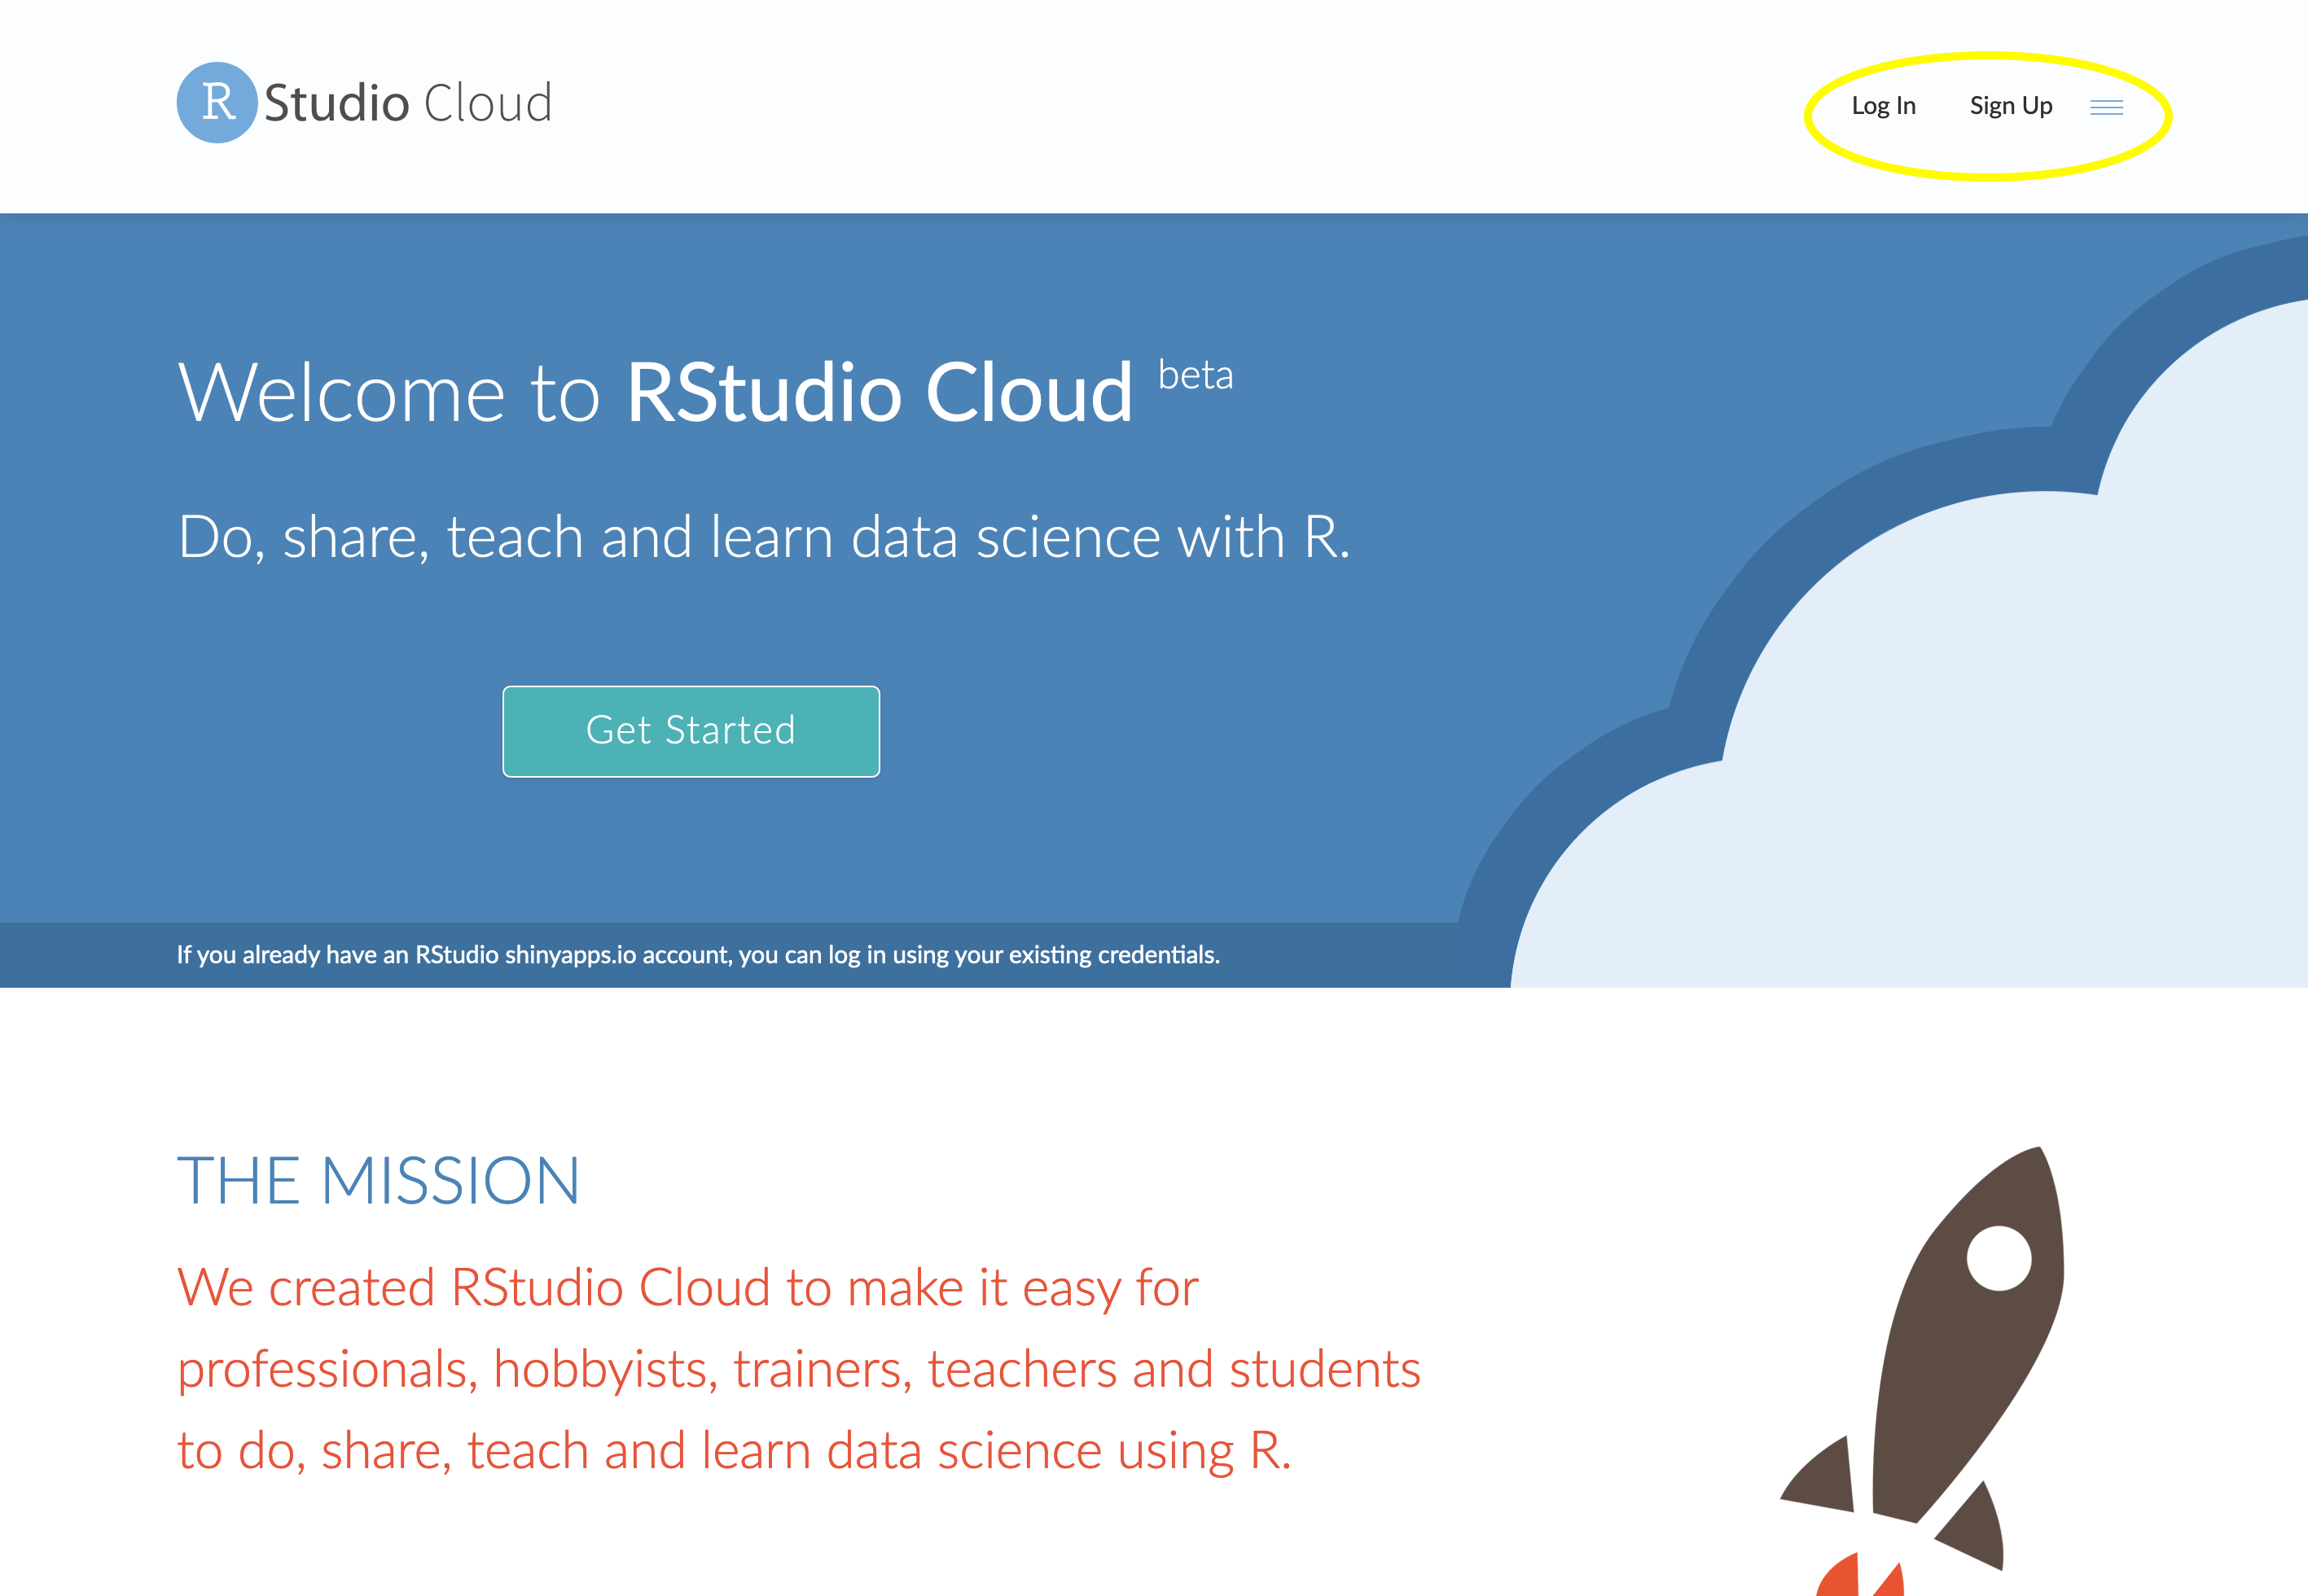 RStudio Cloud
Log In Sign Up
Welcome to RStudio Cloud beta
Do, share, teach and learn data science with R.
Get Started
If you already have an RStudio shinyapps.io account, you can log in using your existing credentials.
THE MISSION
We created RStudio Cloud to make it easy for
professionals, hobbyists, trainers, teachers and students
to do, share, teach and learn data science using R.